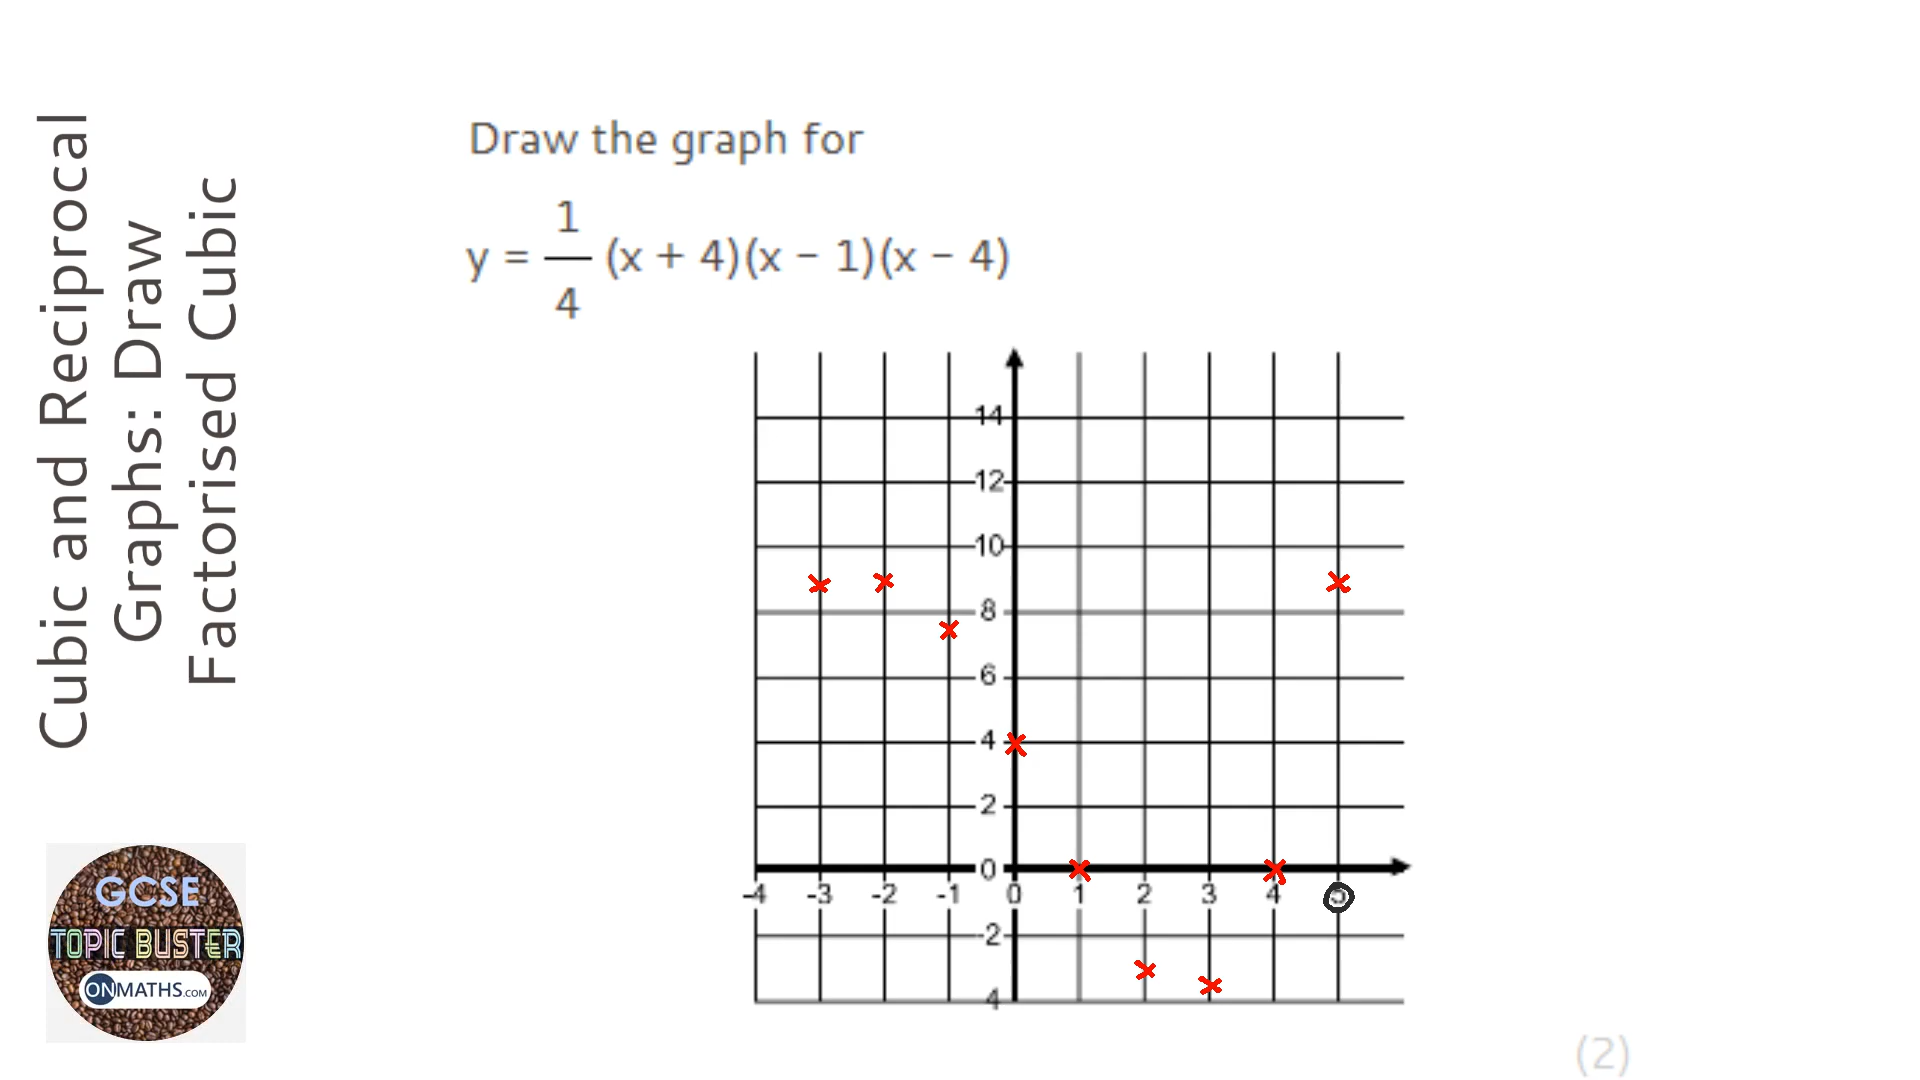 Cubic and Reciprocal
Graphs: Draw
Factorised Cubic
Draw the graph for
y = 1/4 (x + 4)(x − 1)(x − 4)
14
12
10
8
6
4
2
0
-4 -3 -2 -1 0 1 2 3 4 5
-2
4
(2)
GCSE
TOPIC BUSTER
ONMATHS.COM